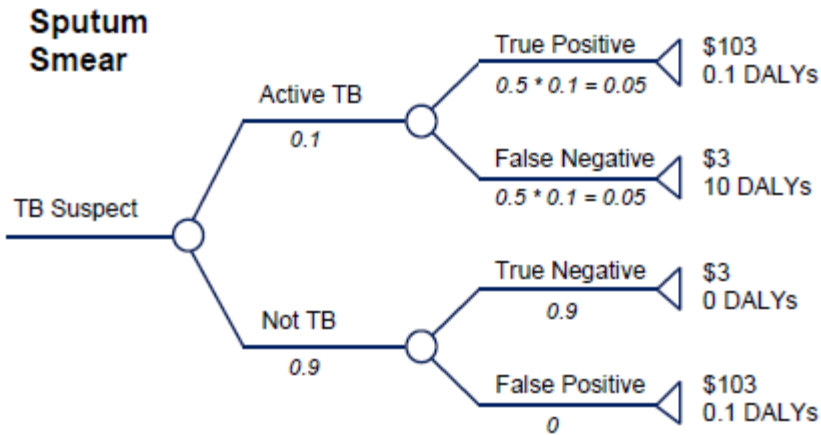 Sputum
Smear
TB Suspect
Active TB
0.1
True Positive
0.5 * 0.1 = 0.05
$103
0.1 DALYs
False Negative
0.5 * 0.1 = 0.05
$3
10 DALYs
Not TB
0.9
True Negative
0.9
$3
0 DALYs
False Positive
0
$103
0.1 DALYs